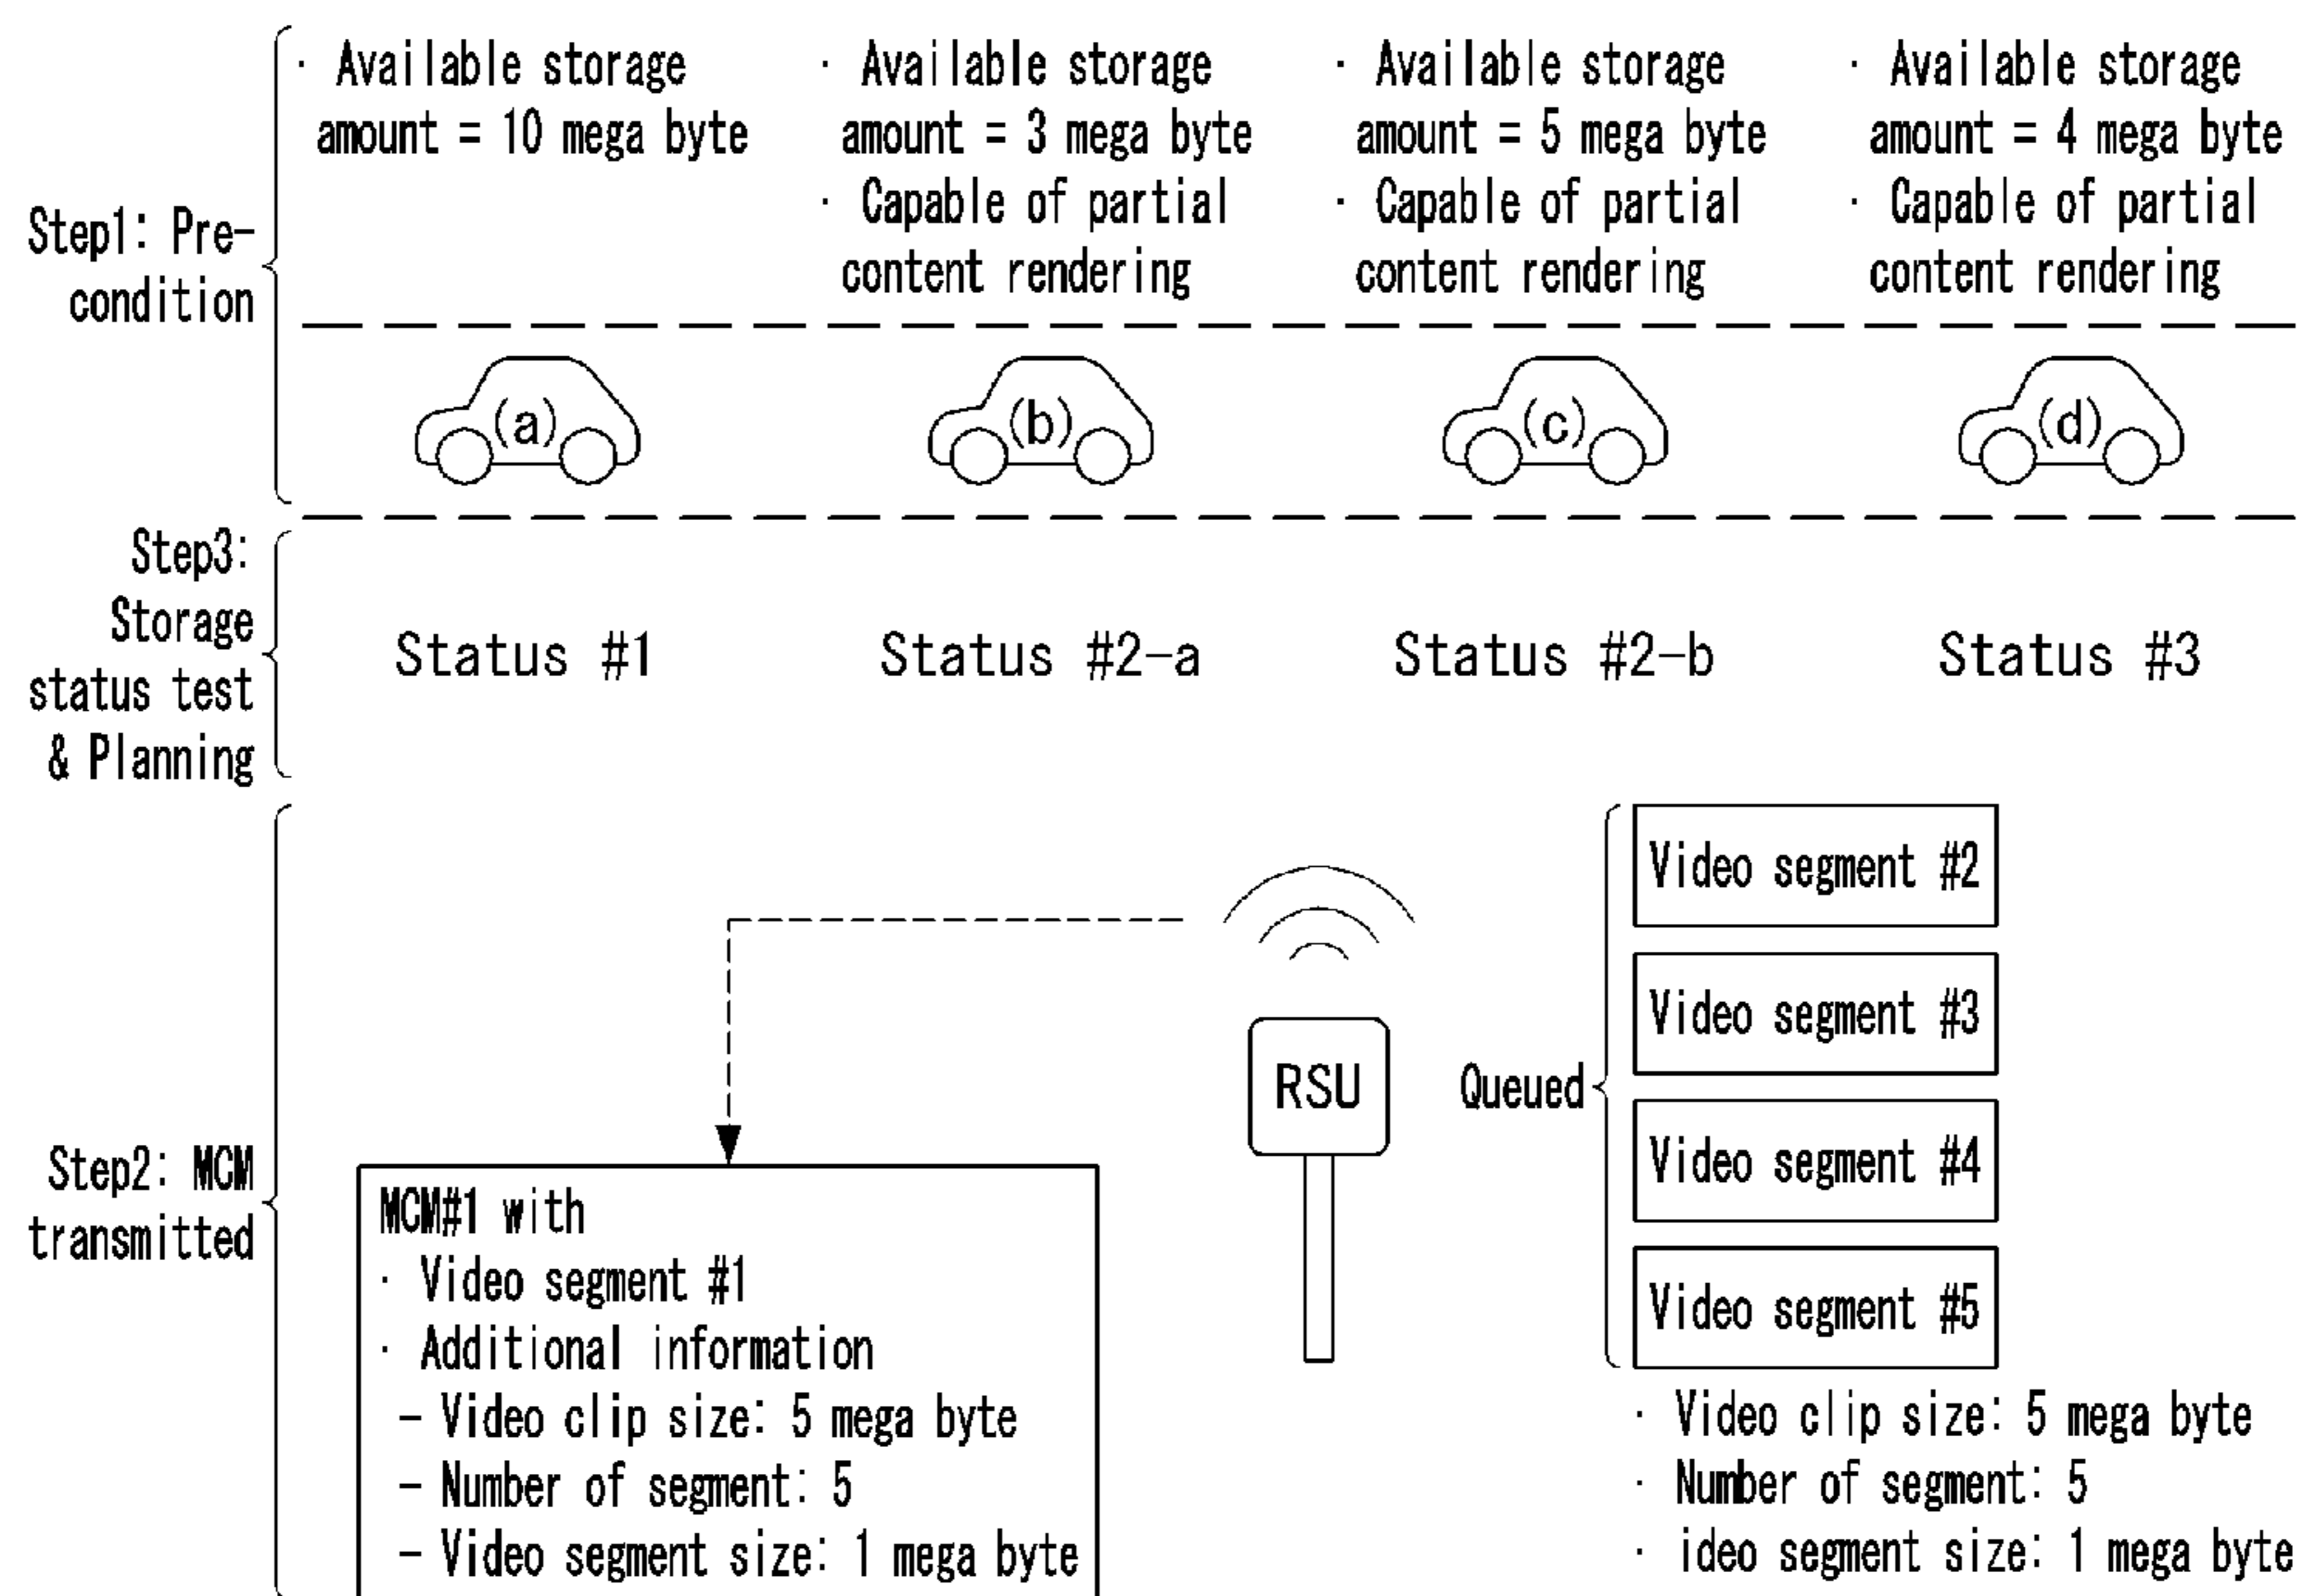 Step1: Pre-
condition
· Available storage
amount = 10 mega byte
· Available storage
amount = 3 mega byte
· Capable of partial
content rendering
· Available storage
amount = 5 mega byte
· Capable of partial
content rendering
· Available storage
amount = 4 mega byte
· Capable of partial
content rendering
(a)
(b)
(c)
(d)
Step3:
Storage
status test
& Planning
Status #1
Status #2-a
Status #2-b
Status #3
Step2: MCM
transmitted
MCM#1 with
· Video segment #1
· Additional information
- Video clip size: 5 mega byte
- Number of segment: 5
- Video segment size: 1 mega byte
RSU
Queued
Video segment #2
Video segment #3
Video segment #4
Video segment #5
· Video clip size: 5 mega byte
· Number of segment: 5
· ideo segment size: 1 mega byte